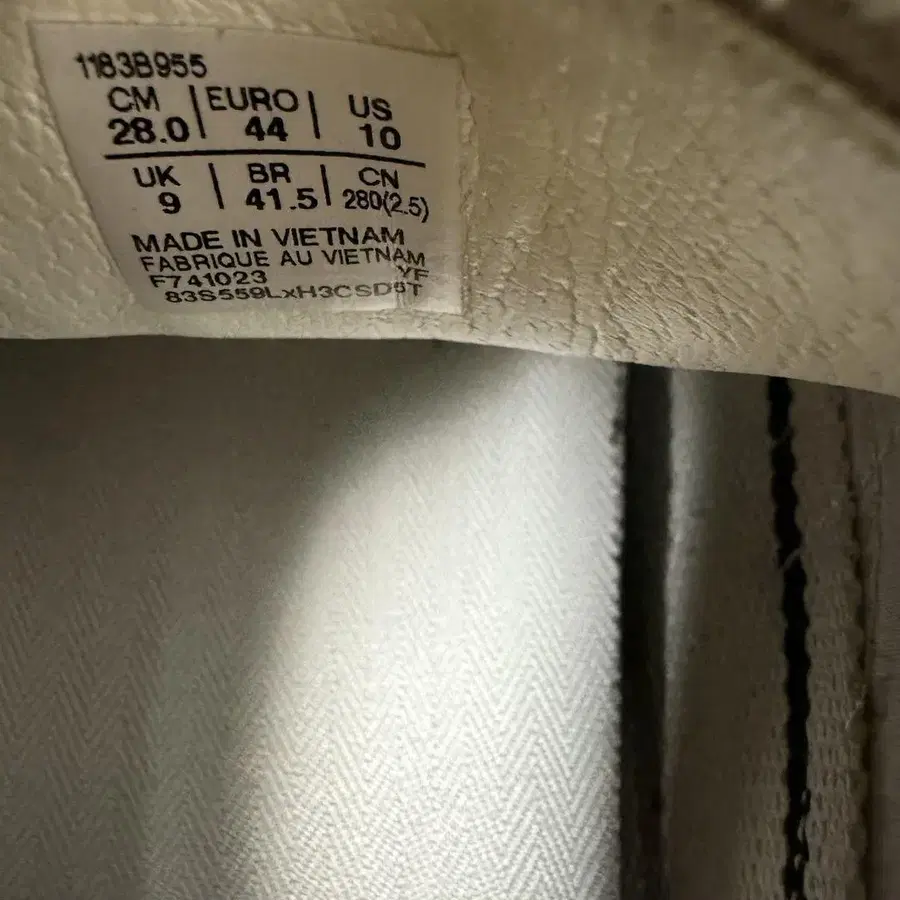 1183B955
CM | EURO | US
28.0 | 44 | 10
UK | BR | CN
9 | 41.5 | 280(2.5)
MADE IN VIETNAM
FABRIQUE AU VIETNAM
F741023 YF
83S559LxH3CSD5T